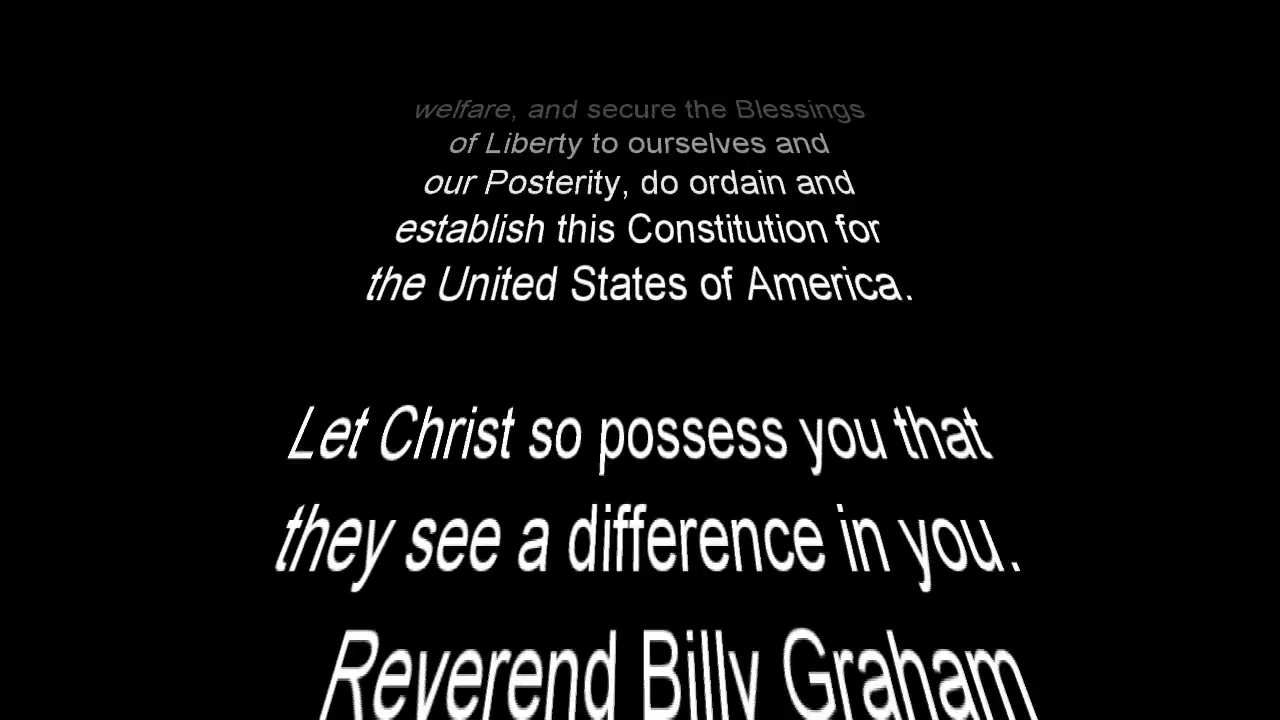 welfare, and secure the Blessings
of Liberty to ourselves and
our Posterity, do ordain and
establish this Constitution for
the United States of America.
Let Christ so possess you that
they see a difference in you.
Reverend Billy Graham